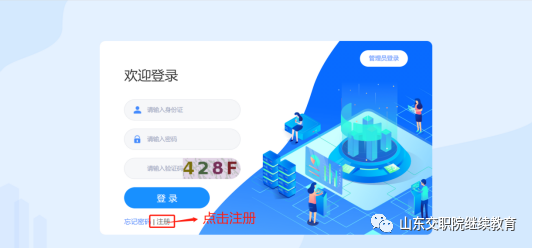 管理员登录
欢迎登录
请输入身份证
请输入密码
请输入验证码
428F
登 录
忘记密码 | 注册
点击注册
山东交职院继续教育